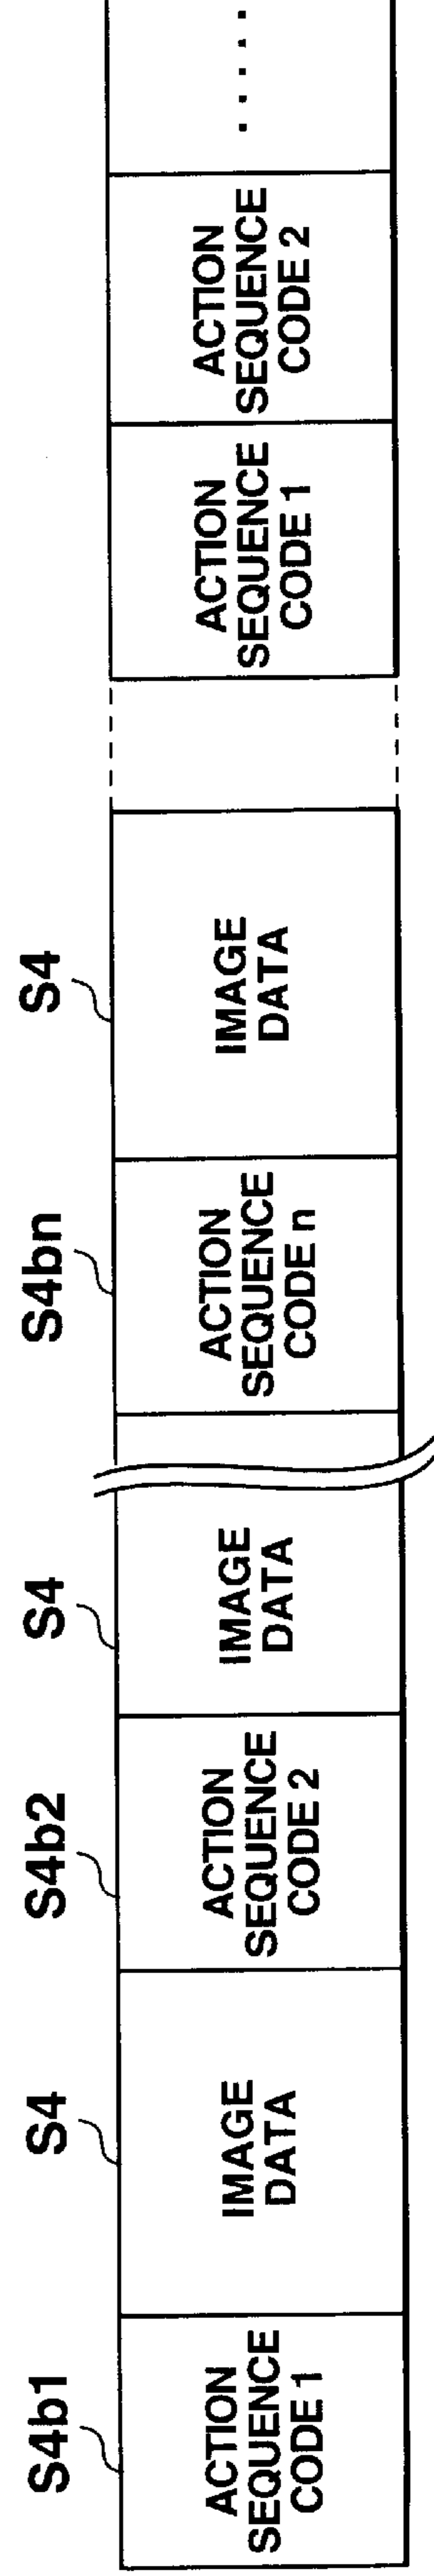 S4b1
S4
S4b2
S4
S4bn
S4
ACTION
SEQUENCE
CODE 1
IMAGE
DATA
ACTION
SEQUENCE
CODE 2
IMAGE
DATA
ACTION
SEQUENCE
CODE n
IMAGE
DATA
ACTION
SEQUENCE
CODE 1
ACTION
SEQUENCE
CODE 2
.....